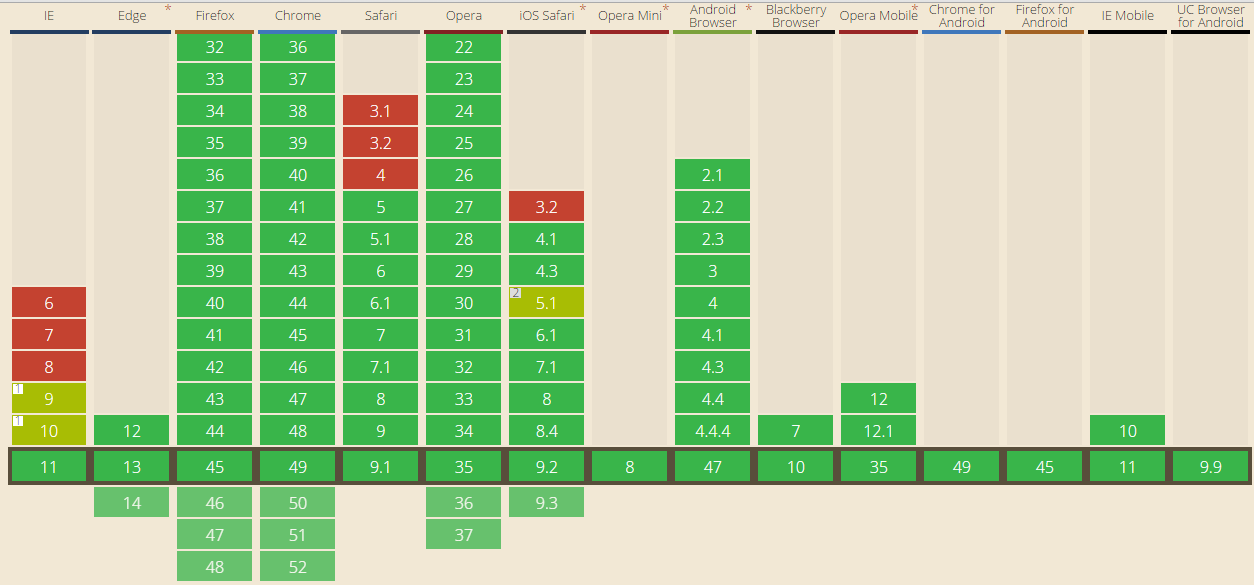 IE Edge * Firefox Chrome Safari Opera iOS Safari * Opera Mini * Android Browser * Blackberry Browser Opera Mobile * Chrome for Android Firefox for Android IE Mobile UC Browser for Android
32 36 22
33 37 23
34 38 3.1 24
35 39 3.2 25
36 40 4 26 2.1
37 41 5 27 3.2 2.2
38 42 5.1 28 4.1 2.3
39 43 6 29 4.3 3
6 40 44 6.1 30 2 5.1 4
7 41 45 7 31 6.1 4.1
8 42 46 7.1 32 7.1 4.3
1 9 43 47 8 33 8 4.4 12
1 10 12 44 48 9 34 8.4 4.4.4 7 12.1 10
11 13 45 49 9.1 35 9.2 8 47 10 35 49 45 11 9.9
14 46 50 36 9.3
47 51 37
48 52